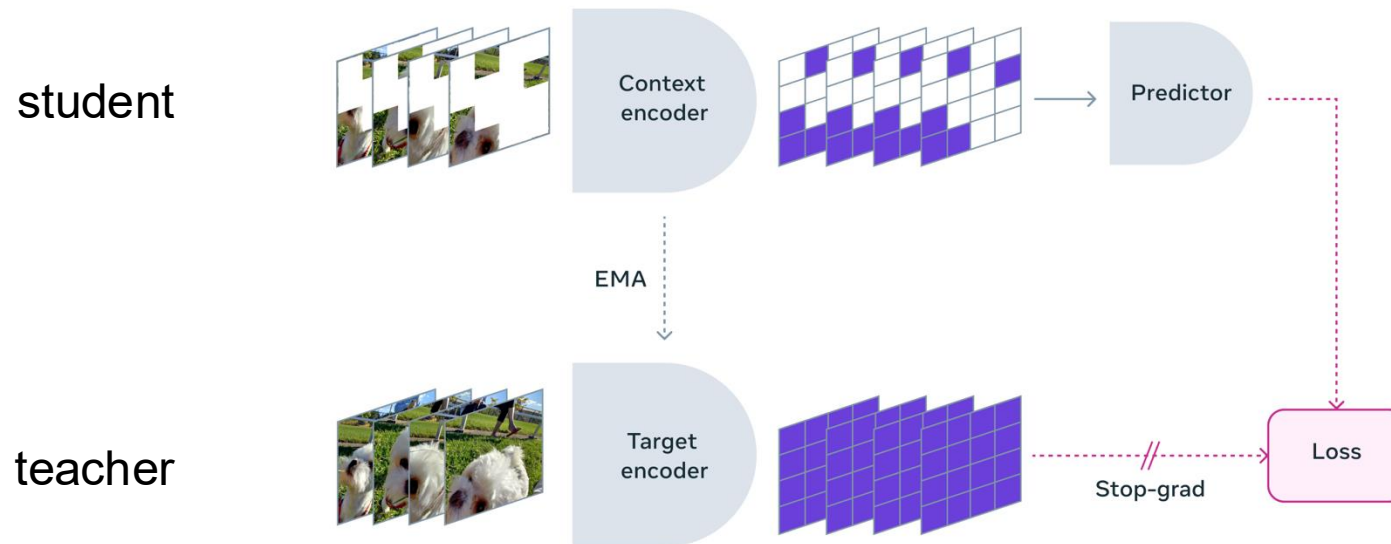 student
Context
encoder
Predictor
EMA
teacher
Target
encoder
Stop-grad
Loss